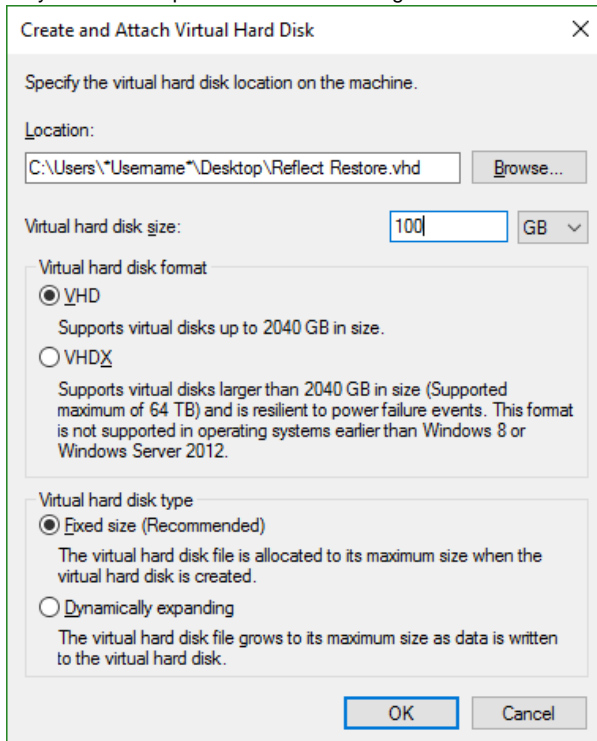 Create and Attach Virtual Hard Disk
Specify the virtual hard disk location on the machine.
Location:
C:\Users\*Username*\Desktop\Reflect Restore.vhd
Browse...
Virtual hard disk size:
100
GB
Virtual hard disk format
VHD
Supports virtual disks up to 2040 GB in size.
VHDX
Supports virtual disks larger than 2040 GB in size (Supported
maximum of 64 TB) and is resilient to power failure events. This format
is not supported in operating systems earlier than Windows 8 or
Windows Server 2012.
Virtual hard disk type
Fixed size (Recommended)
The virtual hard disk file is allocated to its maximum size when the
virtual hard disk is created.
Dynamically expanding
The virtual hard disk file grows to its maximum size as data is written
to the virtual hard disk.
OK
Cancel